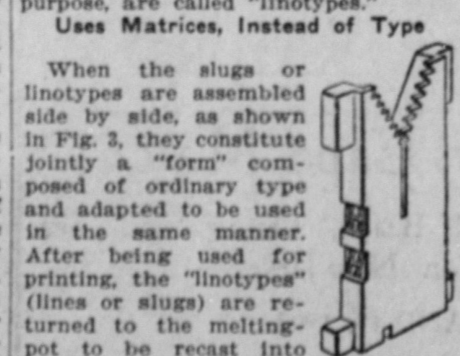 purpose, are called "linotypes."
Uses Matrices, Instead of Type
When the slugs or
linotypes are assembled
side by side, as shown
in Fig. 3, they constitute
jointly a "form" com-
posed of ordinary type
and adapted to be used
in the same manner.
After being used for
printing, the "linotypes"
(lines or slugs) are re-
turned to the melting-
pot to be recast into